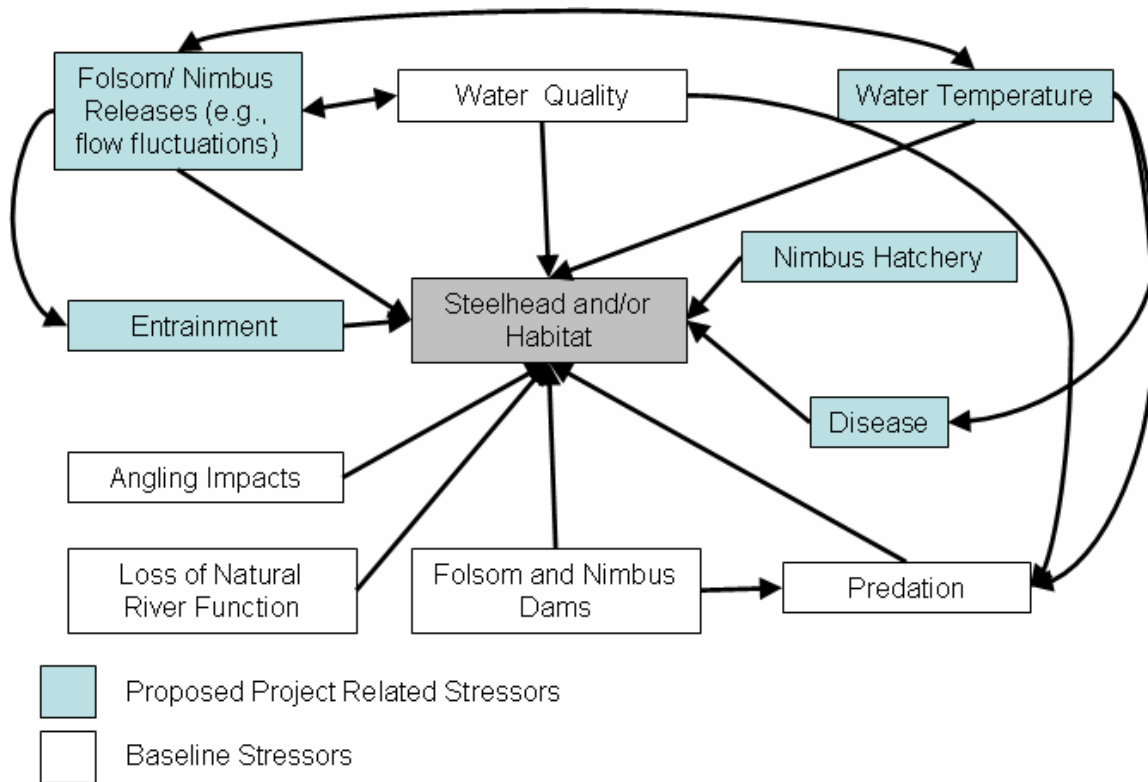 Folsom/ Nimbus
Releases (e.g.,
flow fluctuations)
Water Quality
Water Temperature
Nimbus Hatchery
Entrainment
Steelhead and/or
Habitat
Disease
Angling Impacts
Loss of Natural
River Function
Folsom and Nimbus
Dams
Predation
Proposed Project Related Stressors
Baseline Stressors